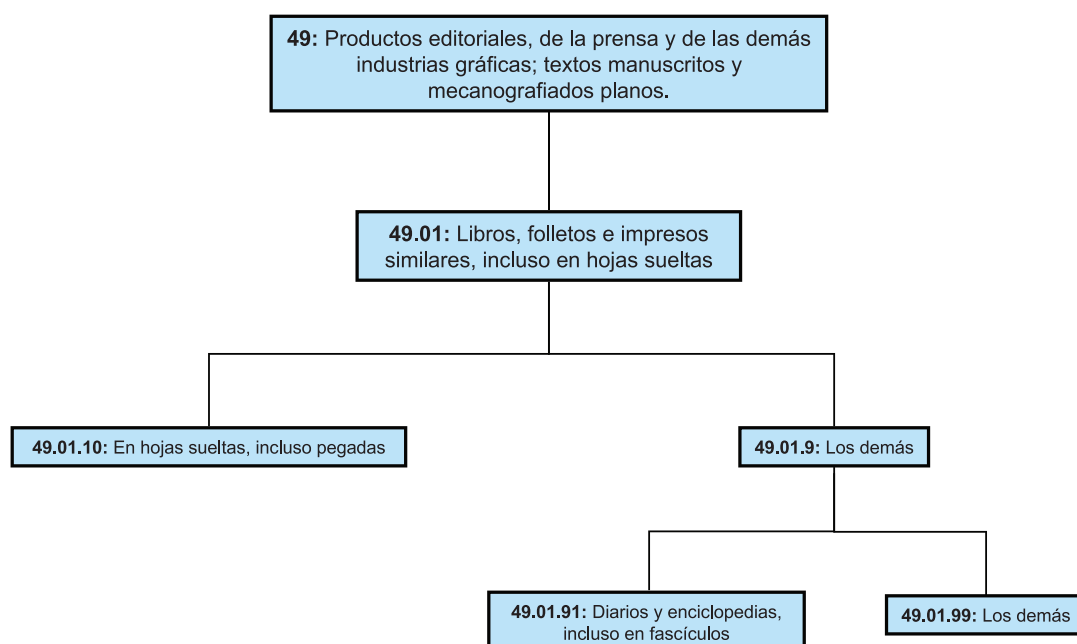 49: Productos editoriales, de la prensa y de las demás
industrias gráficas; textos manuscritos y
mecanografiados planos.
49.01: Libros, folletos e impresos
similares, incluso en hojas sueltas
49.01.10: En hojas sueltas, incluso pegadas
49.01.9: Los demás
49.01.91: Diarios y enciclopedias,
incluso en fascículos
49.01.99: Los demás